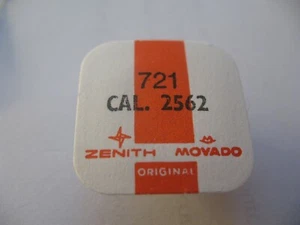 721
CAL. 2562
ZENITH MOVADO
ORIGINAL